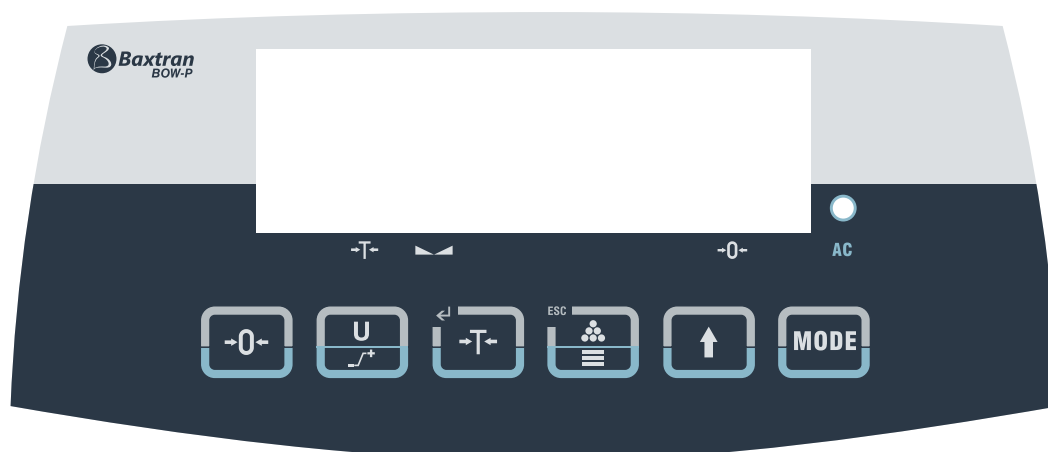 Baxtran
BOW-P
→T← →0← AC
ESC
→0← U →T← MODE